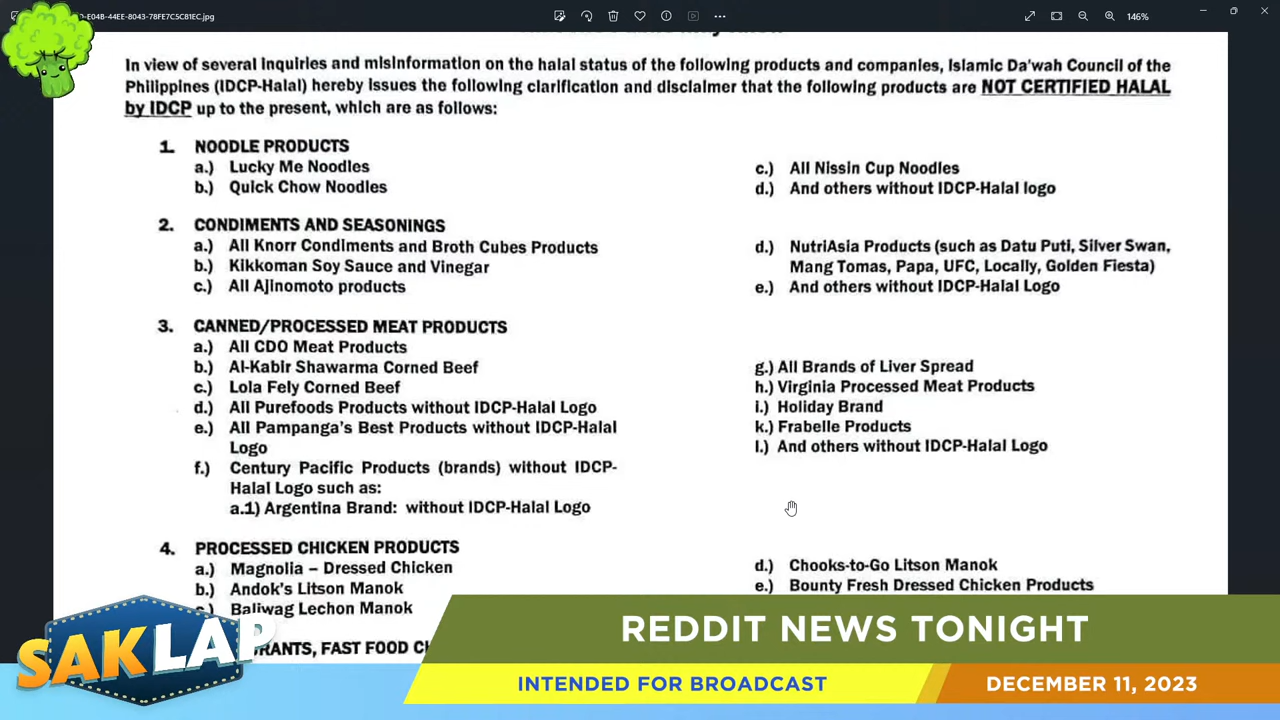 -E04B-44EE-8043-78FE7C5C81EC.jpg
146%
In view of several inquiries and misinformation on the halal status of the following products and companies, Islamic Da'wah Council of the
Philippines (IDCP-Halal) hereby issues the following clarification and disclaimer that the following products are NOT CERTIFIED HALAL
by IDCP up to the present, which are as follows:
1. NOODLE PRODUCTS
a.) Lucky Me Noodles
b.) Quick Chow Noodles
c.) All Nissin Cup Noodles
d.) And others without IDCP-Halal logo
2. CONDIMENTS AND SEASONINGS
a.) All Knorr Condiments and Broth Cubes Products
b.) Kikkoman Soy Sauce and Vinegar
c.) All Ajinomoto products
d.) NutriAsia Products (such as Datu Puti, Silver Swan,
Mang Tomas, Papa, UFC, Locally, Golden Fiesta)
e.) And others without IDCP-Halal Logo
3. CANNED/PROCESSED MEAT PRODUCTS
a.) All CDO Meat Products
b.) Al-Kabir Shawarma Corned Beef
c.) Lola Fely Corned Beef
d.) All Purefoods Products without IDCP-Halal Logo
e.) All Pampanga's Best Products without IDCP-Halal
Logo
f.) Century Pacific Products (brands) without IDCP-
Halal Logo such as:
a.1) Argentina Brand: without IDCP-Halal Logo
g.) All Brands of Liver Spread
h.) Virginia Processed Meat Products
i.) Holiday Brand
k.) Frabelle Products
l.) And others without IDCP-Halal Logo
4. PROCESSED CHICKEN PRODUCTS
a.) Magnolia – Dressed Chicken
b.) Andok's Litson Manok
Baliwag Lechon Manok
d.) Chooks-to-Go Litson Manok
e.) Bounty Fresh Dressed Chicken Products
RANTS, FAST FOOD
SAKLAP
REDDIT NEWS TONIGHT
INTENDED FOR BROADCAST
DECEMBER 11, 2023